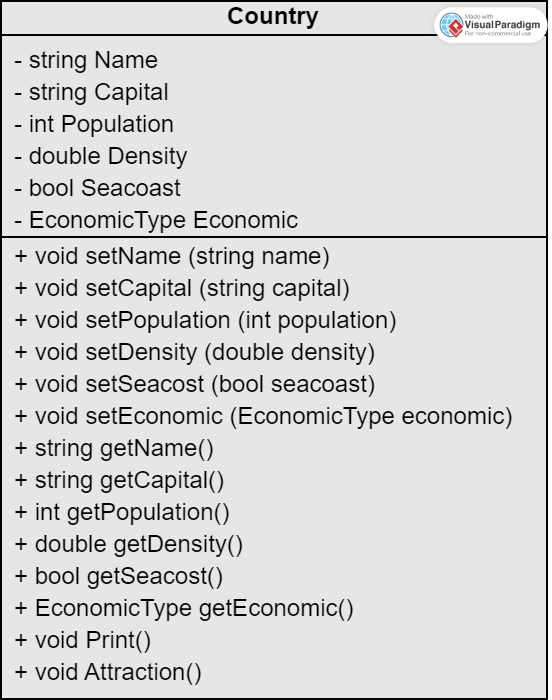 Country
Made with
Visual Paradigm
For non-commercial use
- string Name
- string Capital
- int Population
- double Density
- bool Seacoast
- EconomicType Economic
+ void setName (string name)
+ void setCapital (string capital)
+ void setPopulation (int population)
+ void setDensity (double density)
+ void setSeacost (bool seacoast)
+ void setEconomic (EconomicType economic)
+ string getName()
+ string getCapital()
+ int getPopulation()
+ double getDensity()
+ bool getSeacost()
+ EconomicType getEconomic()
+ void Print()
+ void Attraction()